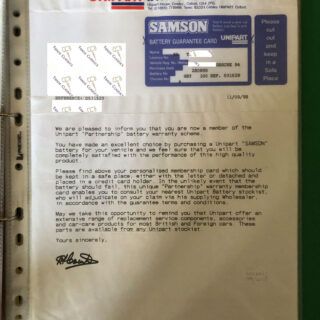 SAMSON
BATTERY GUARANTEE CARD UNIPART
Please
cut
out
and
keep
in a
Safe
Place
We are pleased to inform you that you are now a member of the
Unipart "Partnership" battery warranty scheme.
You have made an excellent choice by purchasing a Unipart "SAMSON"
battery for your vehicle and we feel sure that you will be
completely satisfied with the performance of this high quality
product.
Please find above your personalised membership card which should
be kept in a safe place, either with the letter or detached and
placed in a credit card holder. In the unlikely event that the
battery should fail, this unique "Partnership" warranty membership
card enables you to consult your nearest Unipart Battery stockist,
who will adjudicate on your claim via his supplying Wholesaler
in accordance with the guarantee terms and conditions.
May we take this opportunity to remind you that Unipart offer an
extensive range of replacement service components, accessories
and car-care products for most British and Foreign cars. These
parts are available from any Unipart stockist.
Yours sincerely,